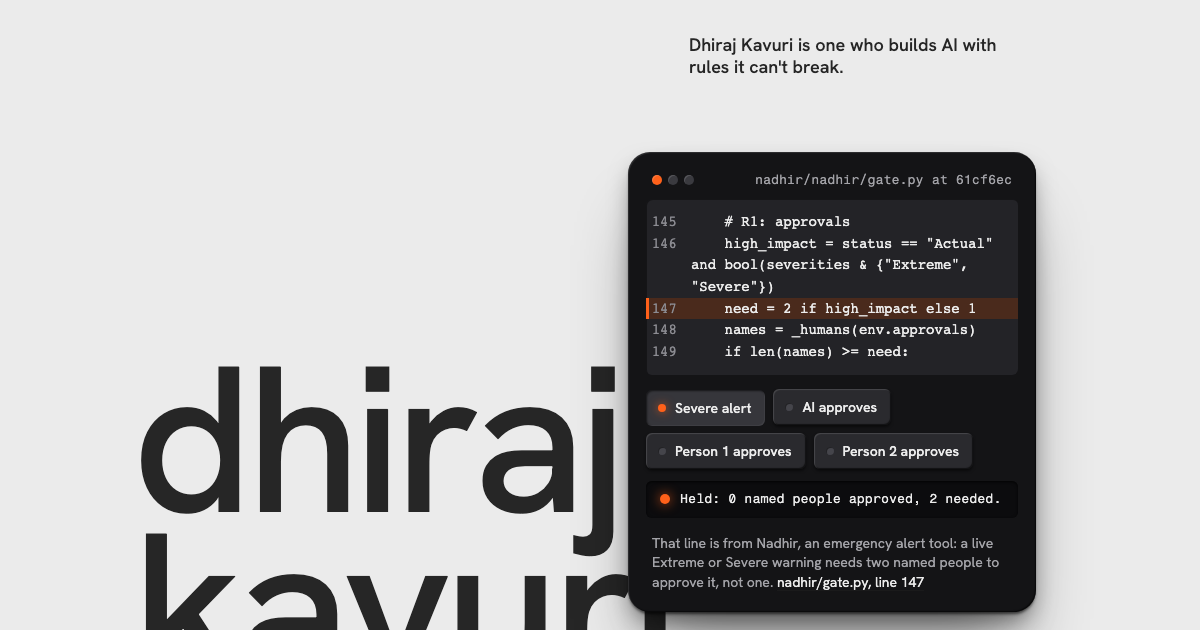 Dhiraj Kavuri is one who builds AI with
rules it can't break.
nadhir/nadhir/gate.py at 61cf6ec
145 # R1: approvals
146 high_impact = status == "Actual"
and bool(severities & {"Extreme",
"Severe"})
147 need = 2 if high_impact else 1
148 names = _humans(env.approvals)
149 if len(names) >= need:
Severe alert
AI approves
Person 1 approves
Person 2 approves
Held: 0 named people approved, 2 needed.
That line is from Nadhir, an emergency alert tool: a live
Extreme or Severe warning needs two named people to
approve it, not one. nadhir/gate.py, line 147
dhiraj
kavuri